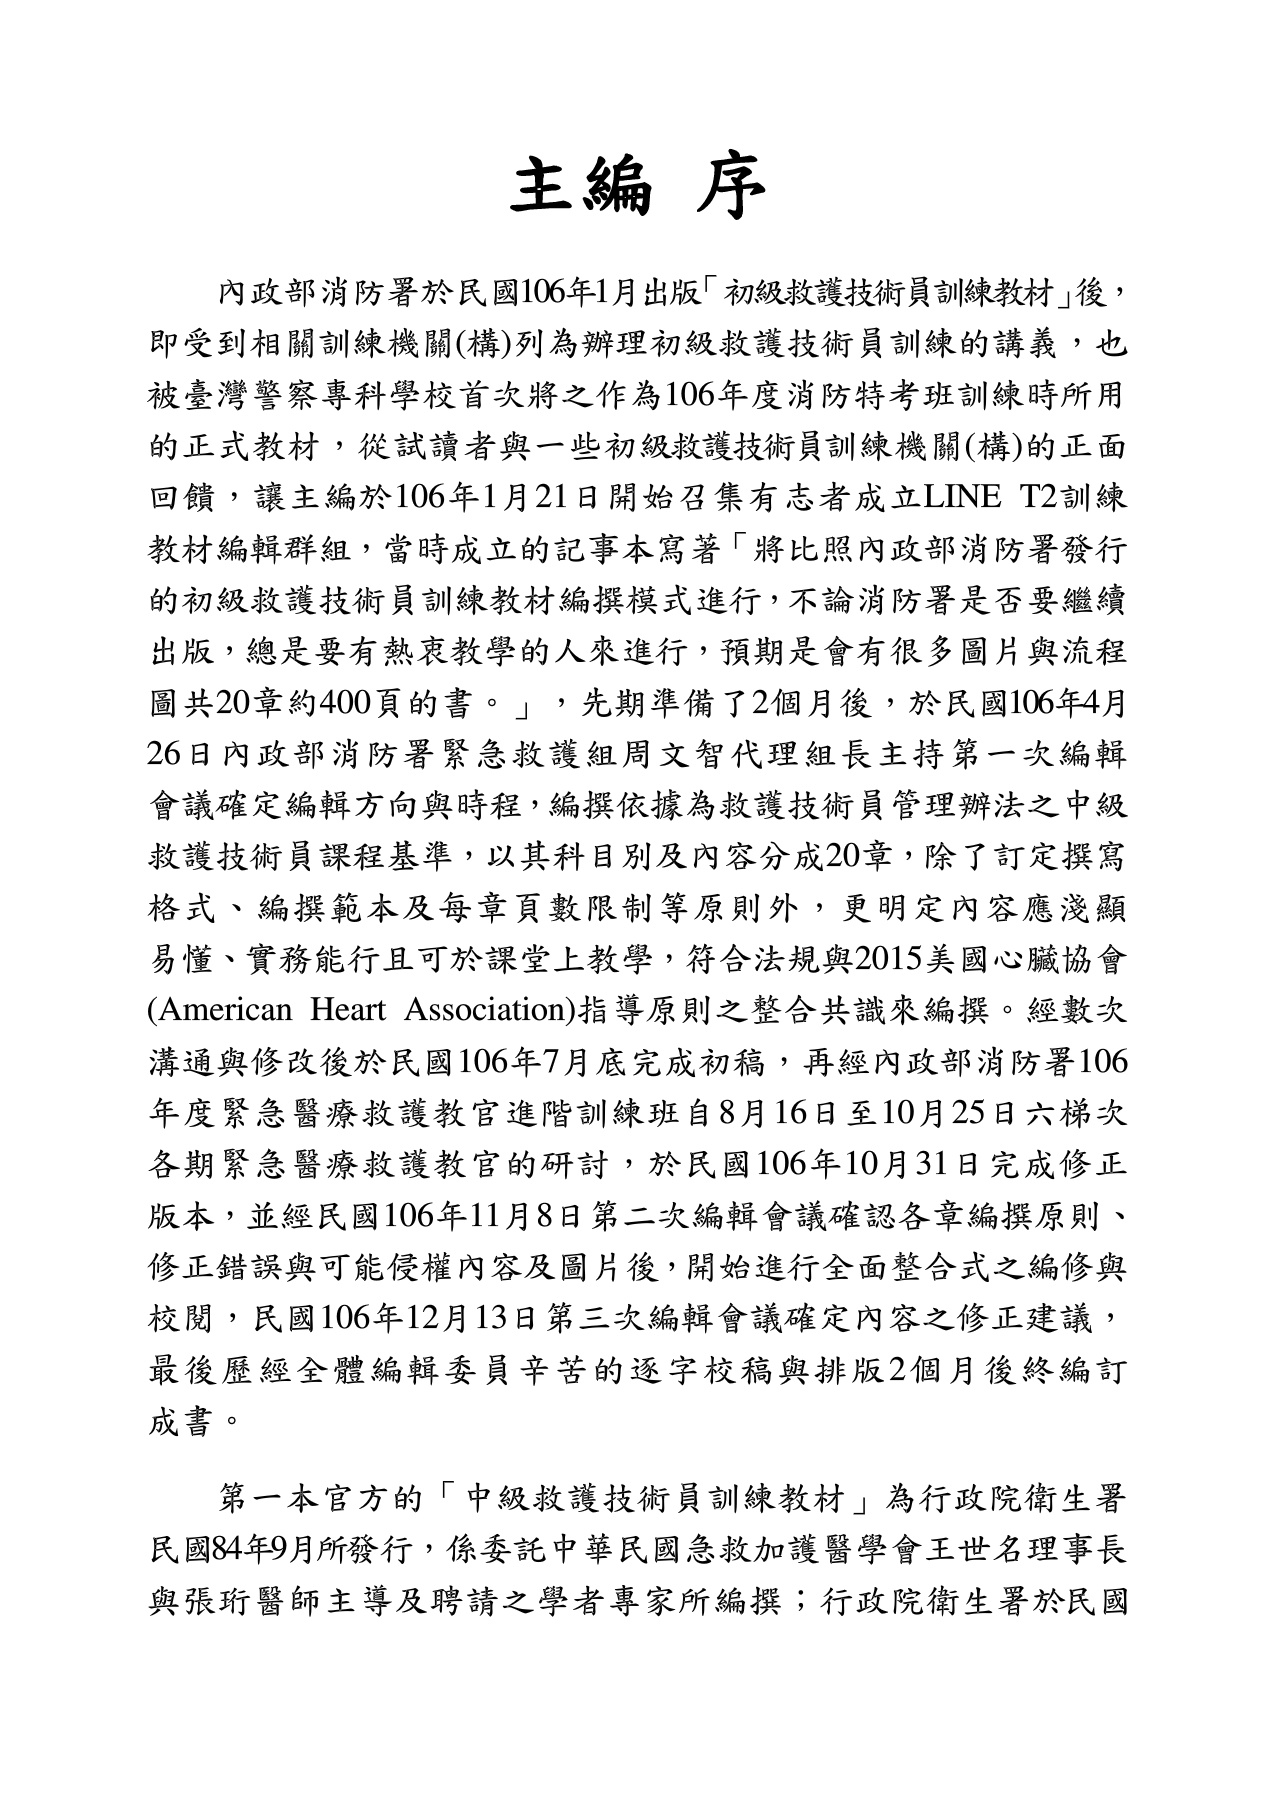 主編 序
內政部消防署於民國106年1月出版「初級救護技術員訓練教材」後，
即受到相關訓練機關(構)列為辦理初級救護技術員訓練的講義，也
被臺灣警察專科學校首次將之作為106年度消防特考班訓練時所用
的正式教材，從試讀者與一些初級救護技術員訓練機關(構)的正面
回饋，讓主編於106年1月21日開始召集有志者成立LINE T2訓練
教材編輯群組，當時成立的記事本寫著「將比照內政部消防署發行
的初級救護技術員訓練教材編撰模式進行，不論消防署是否要繼續
出版，總是要有熱衷教學的人來進行，預期是會有很多圖片與流程
圖共20章約400頁的書。」，先期準備了2個月後，於民國106年4月
26日內政部消防署緊急救護組周文智代理組長主持第一次編輯
會議確定編輯方向與時程，編撰依據為救護技術員管理辦法之中級
救護技術員課程基準，以其科目別及內容分成20章，除了訂定撰寫
格式、編撰範本及每章頁數限制等原則外，更明定內容應淺顯
易懂、實務能行且可於課堂上教學，符合法規與2015美國心臟協會
(American Heart Association)指導原則之整合共識來編撰。經數次
溝通與修改後於民國106年7月底完成初稿，再經內政部消防署106
年度緊急醫療救護教官進階訓練班自8月16日至10月25日六梯次
各期緊急醫療救護教官的研討，於民國106年10月31日完成修正
版本，並經民國106年11月8日第二次編輯會議確認各章編撰原則、
修正錯誤與可能侵權內容及圖片後，開始進行全面整合式之編修與
校閱，民國106年12月13日第三次編輯會議確定內容之修正建議，
最後歷經全體編輯委員辛苦的逐字校稿與排版2個月後終編訂
成書。
第一本官方的「中級救護技術員訓練教材」為行政院衛生署
民國84年9月所發行，係委託中華民國急救加護醫學會王世名理事長
與張珩醫師主導及聘請之學者專家所編撰；行政院衛生署於民國